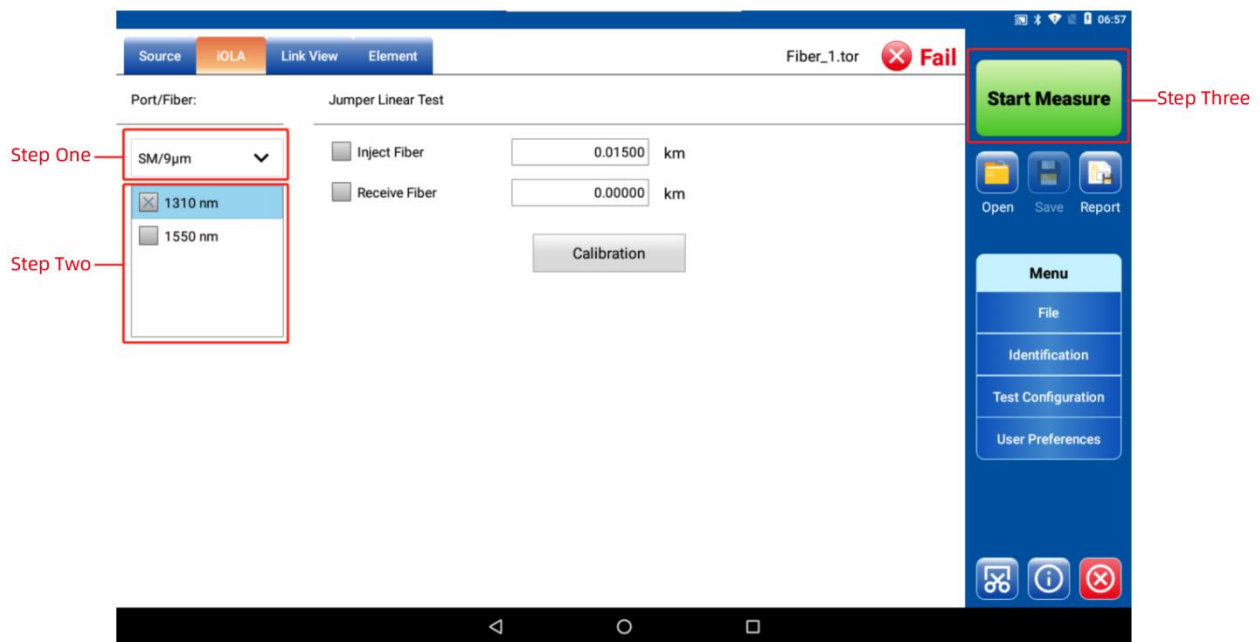 06:57
Source iOLA Link View Element Fiber_1.tor Fail
Port/Fiber: Jumper Linear Test
Start Measure Step Three
Step One SM/9μm Inject Fiber 0.01500 km
1310 nm Receive Fiber 0.00000 km
Open Save Report
1550 nm
Calibration
Step Two
Menu
File
Identification
Test Configuration
User Preferences